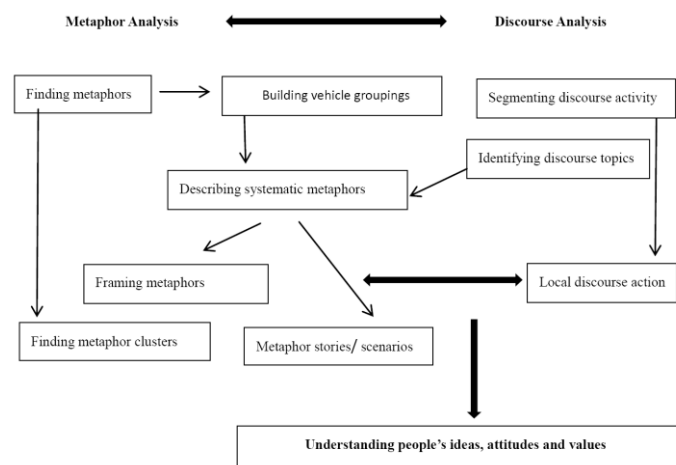 Metaphor Analysis
Discourse Analysis
Finding metaphors
Building vehicle groupings
Segmenting discourse activity
Identifying discourse topics
Describing systematic metaphors
Framing metaphors
Local discourse action
Finding metaphor clusters
Metaphor stories/ scenarios
Understanding people's ideas, attitudes and values